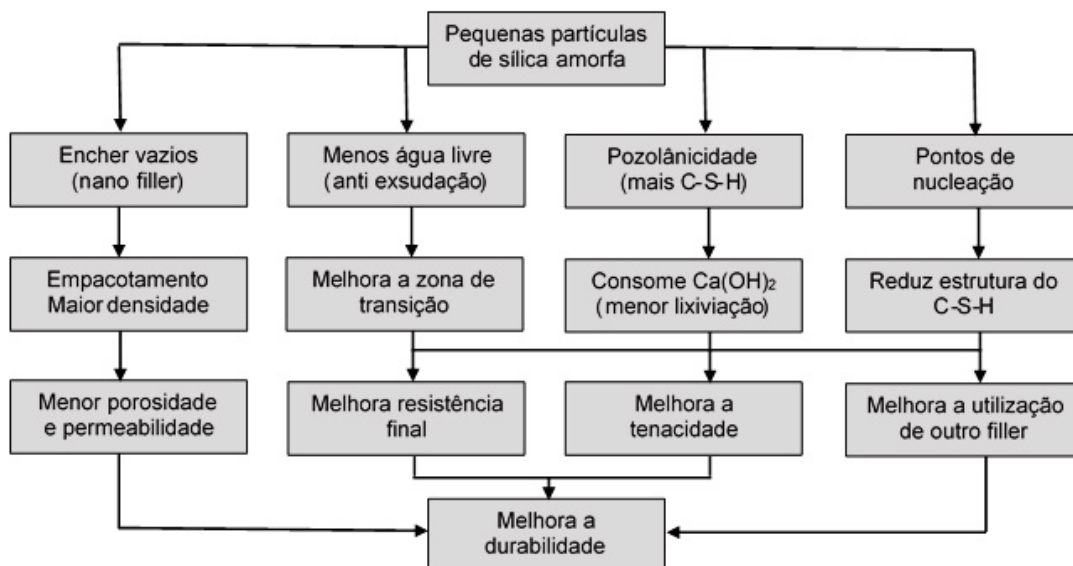 Pequenas partículas
de sílica amorfa
Encher vazios
(nano filler)
Menos água livre
(anti exsudação)
Pozolânicidade
(mais C-S-H)
Pontos de
nucleação
Empacotamento
Maior densidade
Melhora a zona de
transição
Consome Ca(OH)₂
(menor lixiviação)
Reduz estrutura do
C-S-H
Menor porosidade
e permeabilidade
Melhora resistência
final
Melhora a
tenacidade
Melhora a utilização
de outro filler
Melhora a
durabilidade